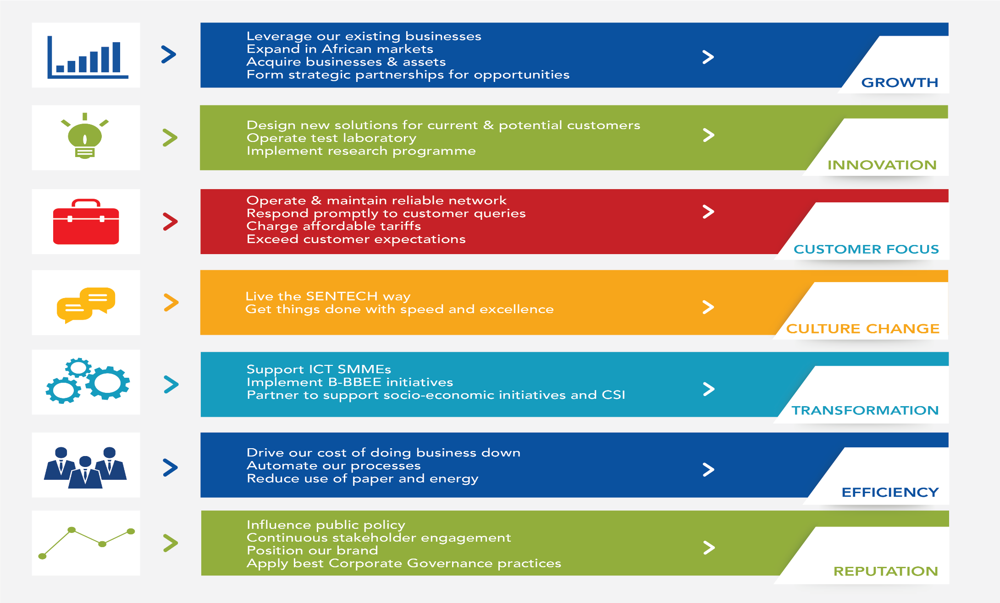 Leverage our existing businesses
Expand in African markets
Acquire businesses & assets
Form strategic partnerships for opportunities
GROWTH
Design new solutions for current & potential customers
Operate test laboratory
Implement research programme
INNOVATION
Operate & maintain reliable network
Respond promptly to customer queries
Charge affordable tariffs
Exceed customer expectations
CUSTOMER FOCUS
Live the SENTECH way
Get things done with speed and excellence
CULTURE CHANGE
Support ICT SMMEs
Implement B-BBEE initiatives
Partner to support socio-economic initiatives and CSI
TRANSFORMATION
Drive our cost of doing business down
Automate our processes
Reduce use of paper and energy
EFFICIENCY
Influence public policy
Continuous stakeholder engagement
Position our brand
Apply best Corporate Governance practices
REPUTATION